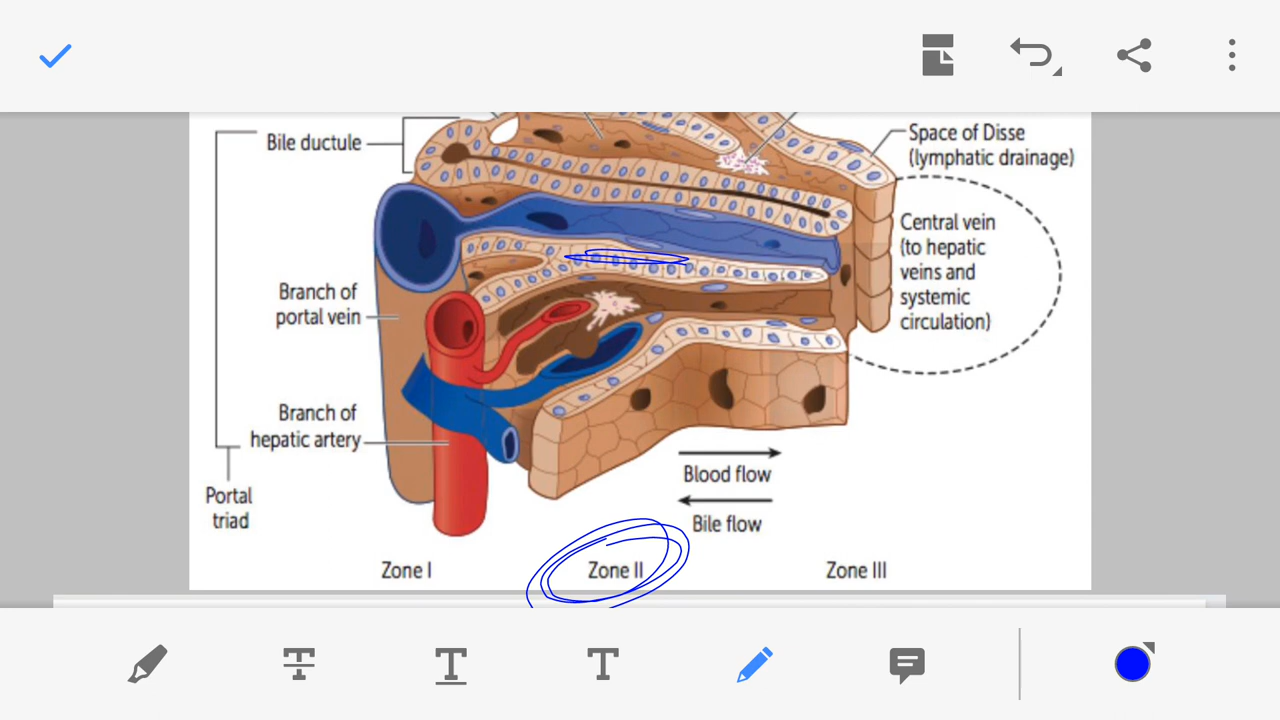 Bile ductule
Space of Disse
(lymphatic drainage)
Central vein
(to hepatic
veins and
systemic
circulation)
Branch of
portal vein
Branch of
hepatic artery
Portal
triad
Blood flow
Bile flow
Zone I
Zone II
Zone III
T
T
T